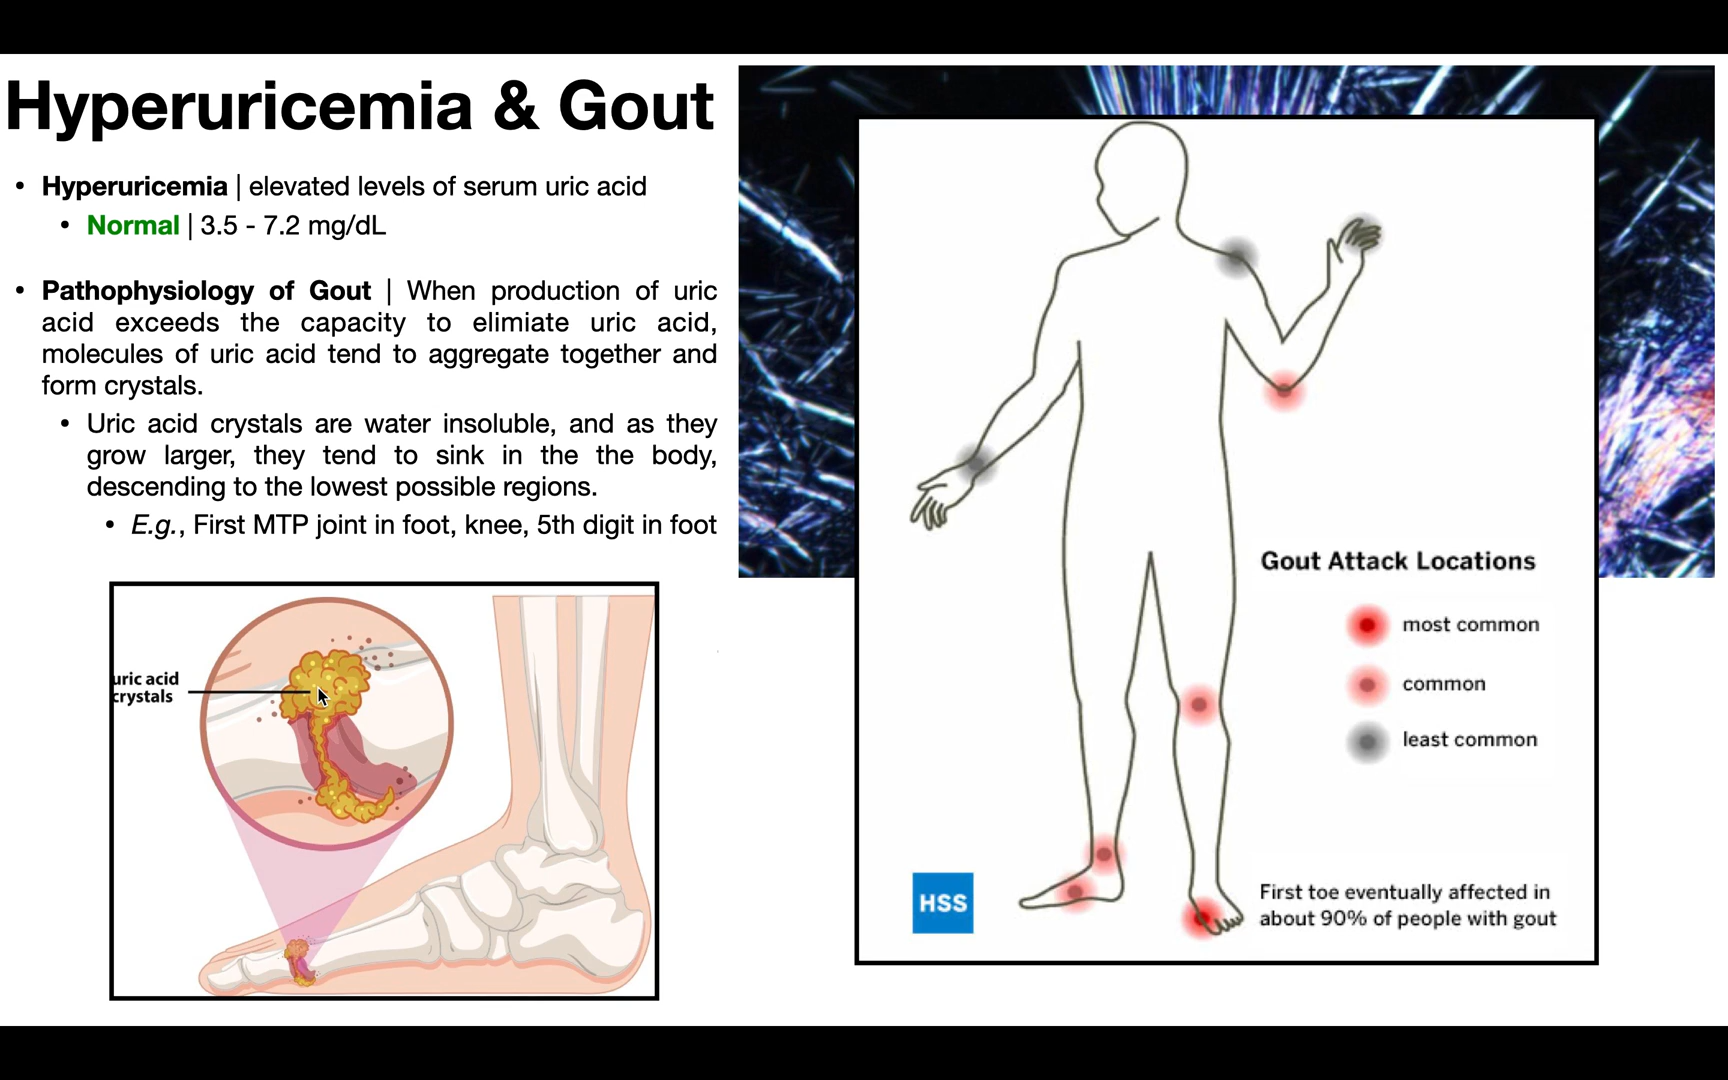 Hyperuricemia & Gout
• Hyperuricemia | elevated levels of serum uric acid
• Normal | 3.5 - 7.2 mg/dL
• Pathophysiology of Gout | When production of uric
acid exceeds the capacity to elimiate uric acid,
molecules of uric acid tend to aggregate together and
form crystals.
• Uric acid crystals are water insoluble, and as they
grow larger, they tend to sink in the the body,
descending to the lowest possible regions.
• E.g., First MTP joint in foot, knee, 5th digit in foot
uric acid
crystals
Gout Attack Locations
most common
common
least common
HSS
First toe eventually affected in
about 90% of people with gout